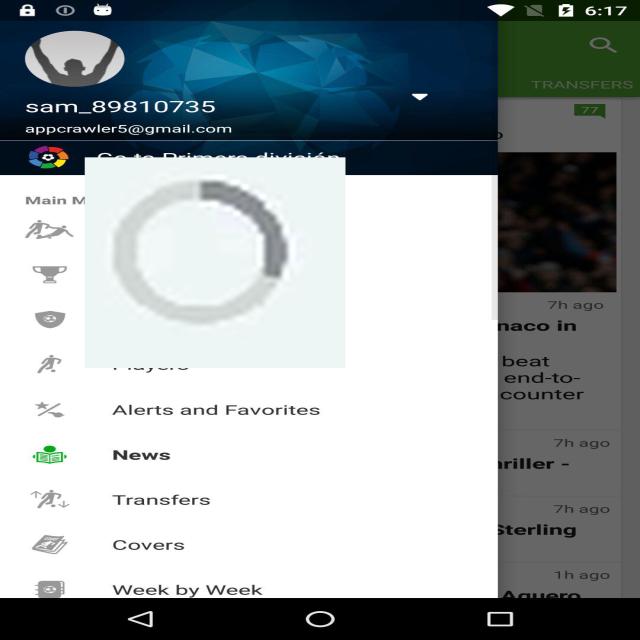 6:17
TRANSFERS
sam_89810735
appcrawler5@gmail.com
77
Go to Primera división
Main M
7h ago
naco in
beat
end-to-
counter
Players
Alerts and Favorites
7h ago
News
hriller -
Transfers
7h ago
Sterling
Covers
1h ago
Week by Week
Aguero